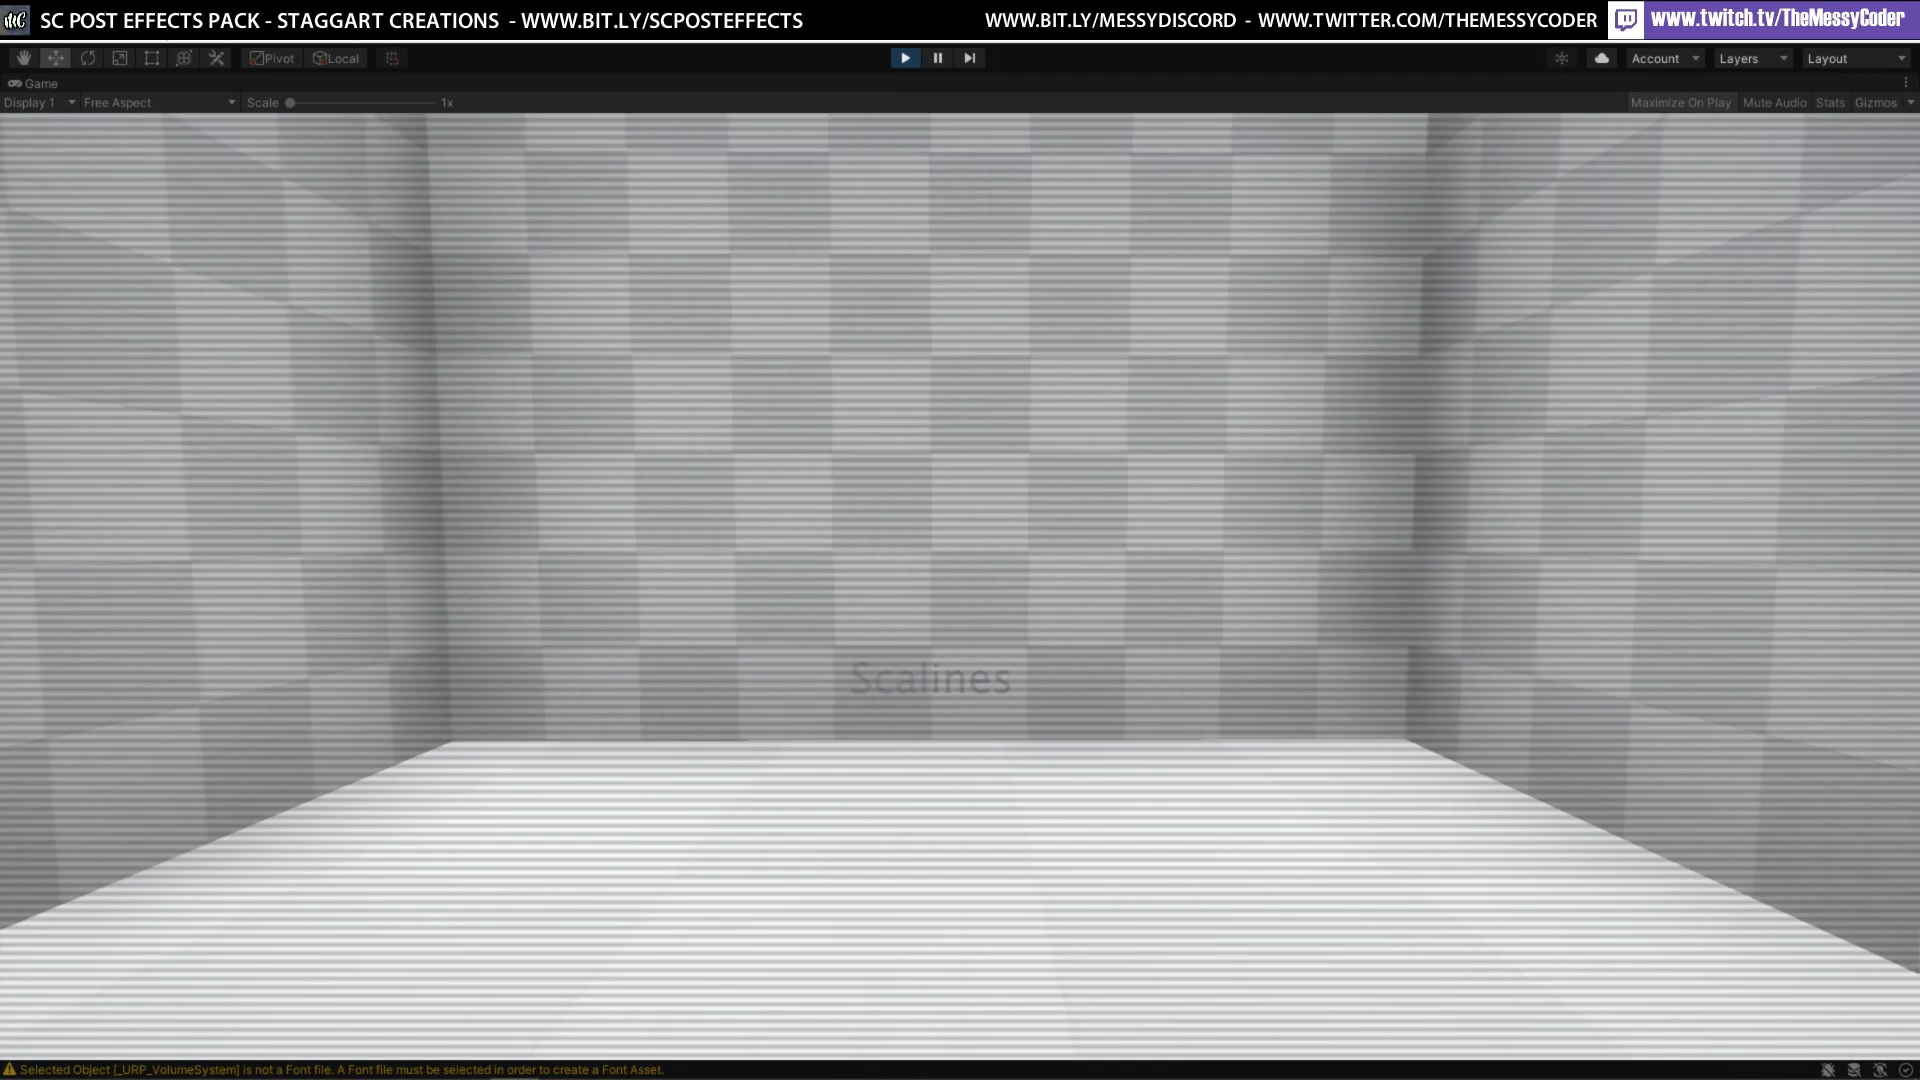 MC SC POST EFFECTS PACK - STAGGART CREATIONS - WWW.BIT.LY/SCPOSTEFFECTS WWW.BIT.LY/MESSYDISCORD - WWW.TWITTER.COM/THEMESSYCODER www.twitch.tv/TheMessyCoder
Pivot Local Account Layers Layout
Game
Display 1 Free Aspect Scale 1x Maximize On Play Mute Audio Stats Gizmos
Scalines
Selected Object [_URP_VolumeSystem] is not a Font file. A Font file must be selected in order to create a Font Asset.